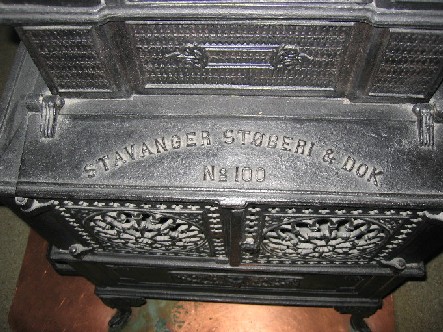 STAVANGER STØBERI & DOK
No 100